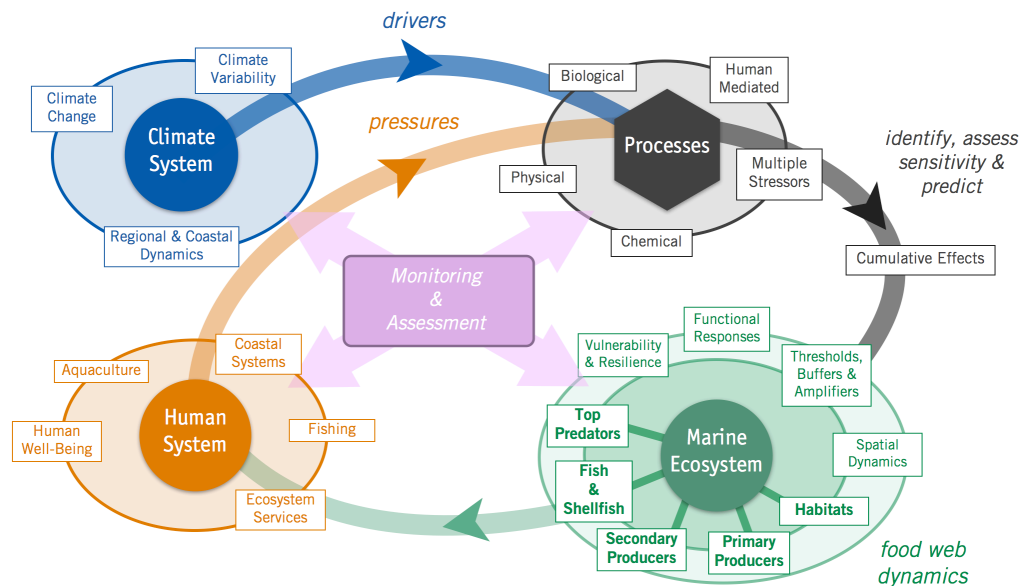 drivers
Climate
Variability
Climate
Change
Climate
System
Regional & Coastal
Dynamics
pressures
Biological
Human
Mediated
Processes
Physical
Multiple
Stressors
Chemical
identify, assess
sensitivity &
predict
Cumulative Effects
Monitoring
&
Assessment
Coastal
Systems
Aquaculture
Human
System
Human
Well-Being
Fishing
Ecosystem
Services
Functional
Responses
Vulnerability
& Resilience
Thresholds,
Buffers &
Amplifiers
Top
Predators
Marine
Ecosystem
Spatial
Dynamics
Fish
&
Shellfish
Habitats
Secondary
Producers
Primary
Producers
food web
dynamics